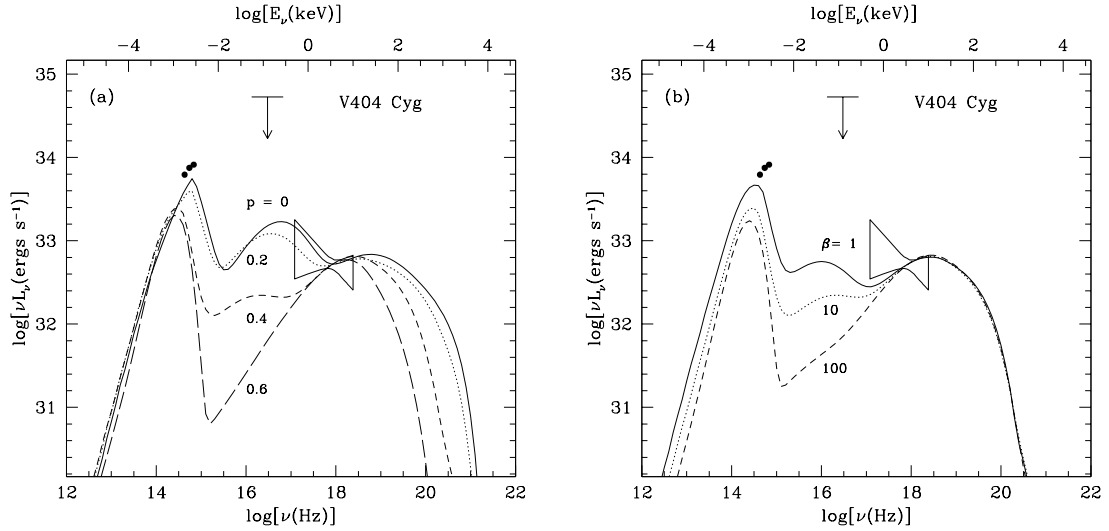 log[E_ν(keV)]
−4 −2 0 2 4
(a)
V404 Cyg
p = 0
0.2
0.4
0.6
log[νL_ν(ergs s⁻¹)]
35
34
33
32
31
12 14 16 18 20 22
log[ν(Hz)]
log[E_ν(keV)]
−4 −2 0 2 4
(b)
V404 Cyg
β= 1
10
100
log[νL_ν(ergs s⁻¹)]
35
34
33
32
31
12 14 16 18 20 22
log[ν(Hz)]